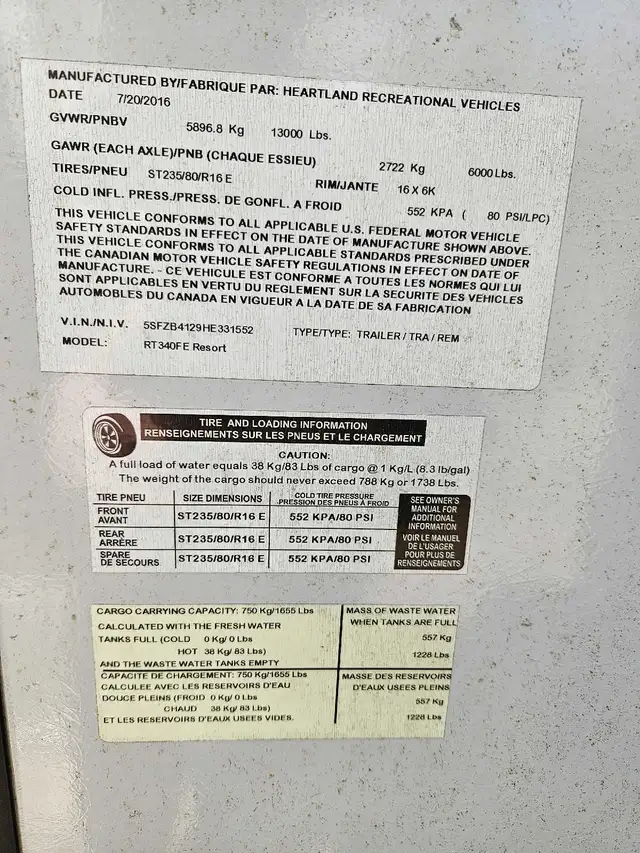 MANUFACTURED BY/FABRIQUE PAR: HEARTLAND RECREATIONAL VEHICLES
DATE 7/20/2016
GVWR/PNBV 5896.8 Kg 13000 Lbs.
GAWR (EACH AXLE)/PNB (CHAQUE ESSIEU) 2722 Kg 6000 Lbs.
TIRES/PNEU ST235/80/R16 E RIM/JANTE 16 X 6K
COLD INFL. PRESS./PRESS. DE GONFL. A FROID 552 KPA ( 80 PSI/LPC)
THIS VEHICLE CONFORMS TO ALL APPLICABLE U.S. FEDERAL MOTOR VEHICLE
SAFETY STANDARDS IN EFFECT ON THE DATE OF MANUFACTURE SHOWN ABOVE.
THIS VEHICLE CONFORMS TO ALL APPLICABLE STANDARDS PRESCRIBED UNDER
THE CANADIAN MOTOR VEHICLE SAFETY REGULATIONS IN EFFECT ON DATE OF
MANUFACTURE. - CE VEHICULE EST CONFORME A TOUTES LES NORMES QUI LUI
SONT APPLICABLES EN VERTU DU REGLEMENT SUR LA SECURITE DES VEHICLES
AUTOMOBILES DU CANADA EN VIGUEUR A LA DATE DE SA FABRICATION
V.I.N./N.I.V. 5SFZB4129HE331552 TYPE/TYPE: TRAILER / TRA / REM
MODEL: RT340FE Resort
TIRE AND LOADING INFORMATION
RENSEIGNEMENTS SUR LES PNEUS ET LE CHARGEMENT
CAUTION:
A full load of water equals 38 Kg/83 Lbs of cargo @ 1 Kg/L (8.3 lb/gal)
The weight of the cargo should never exceed 788 Kg or 1738 Lbs.
TIRE PNEU SIZE DIMENSIONS COLD TIRE PRESSURE
PRESSION DES PNEUS À FROID
FRONT
AVANT ST235/80/R16 E 552 KPA/80 PSI
REAR
ARRÈRE ST235/80/R16 E 552 KPA/80 PSI
SPARE
DE SECOURS ST235/80/R16 E 552 KPA/80 PSI
SEE OWNER'S
MANUAL FOR
ADDITIONAL
INFORMATION
VOIR LE MANUEL
DE L'USAGER
POUR PLUS DE
RENSEIGNEMENTS
CARGO CARRYING CAPACITY: 750 Kg/1655 Lbs
CALCULATED WITH THE FRESH WATER
TANKS FULL (COLD 0 Kg/ 0 Lbs
HOT 38 Kg/ 83 Lbs)
AND THE WASTE WATER TANKS EMPTY
MASS OF WASTE WATER
WHEN TANKS ARE FULL
557 Kg
1228 Lbs
CAPACITE DE CHARGEMENT: 750 Kg/1655 Lbs
CALCULEE AVEC LES RESERVOIRS D'EAU
DOUCE PLEINS (FROID 0 Kg/ 0 Lbs
CHAUD 38 Kg/ 83 Lbs)
ET LES RESERVOIRS D'EAUX USEES VIDES.
MASSE DES RESERVOIRS
D'EAUX USEES PLEINS
557 Kg
1228 Lbs